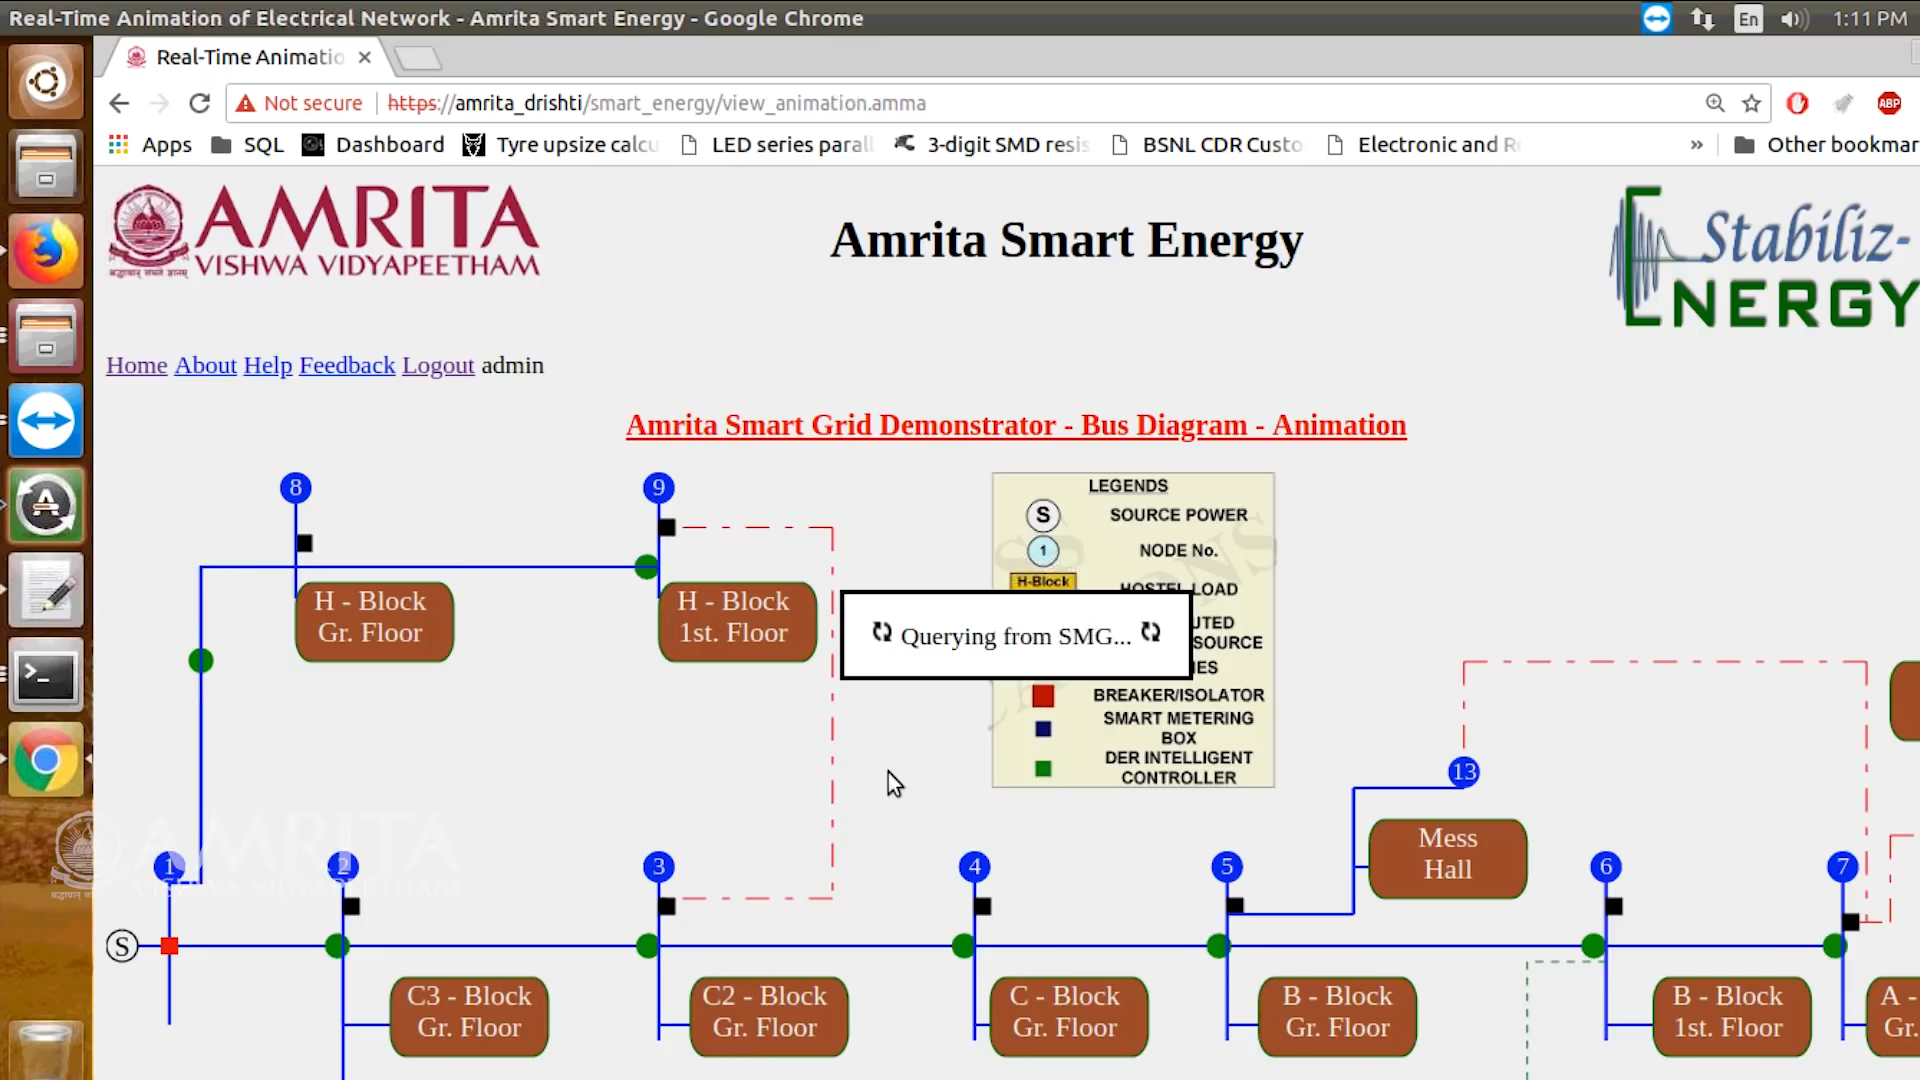 Real-Time Animation of Electrical Network - Amrita Smart Energy - Google Chrome
En
1:11 PM
Real-Time Animatio
Not secure
https://amrita_drishti/smart_energy/view_animation.amma
ABP
Apps
SQL
Dashboard
Tyre upsize calcu
LED series paral
3-digit SMD resis
BSNL CDR Custo
Electronic and R
»
Other bookmar
AMRITA
VISHWA VIDYAPEETHAM
Amrita Smart Energy
Stabiliz-
ENERGY
Home About Help Feedback Logout admin
Amrita Smart Grid Demonstrator - Bus Diagram - Animation
8
9
LEGENDS
S
SOURCE POWER
1
NODE No.
H-Block
HOSTEL LOAD
UTED
SOURCE
IES
BREAKER/ISOLATOR
SMART METERING
BOX
DER INTELLIGENT
CONTROLLER
H - Block
Gr. Floor
H - Block
1st. Floor
Querying from SMG...
13
Mess
Hall
AMRITA
VISHWA VIDYAPEETHAM
1
2
3
4
5
6
7
S
C3 - Block
Gr. Floor
C2 - Block
Gr. Floor
C - Block
Gr. Floor
B - Block
Gr. Floor
B - Block
1st. Floor
A -
Gr.